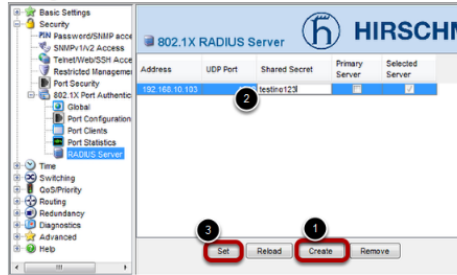 Basic Settings
Security
PIN Password/SNMP acce
SNMPv1/v2 Access
Telnet/Web/SSH Acce
Restricted Managemen
Port Security
802.1X Port Authentic
Global
Port Configuration
Port Clients
Port Statistics
RADIUS Server
Time
Switching
QoS/Priority
Routing
Redundancy
Diagnostics
Advanced
Help
802.1X RADIUS Server
HIRSCHM
Address
UDP Port
Shared Secret
Primary Server
Selected Server
192.168.10.103
2
testing123
3
1
Set
Reload
Create
Remove